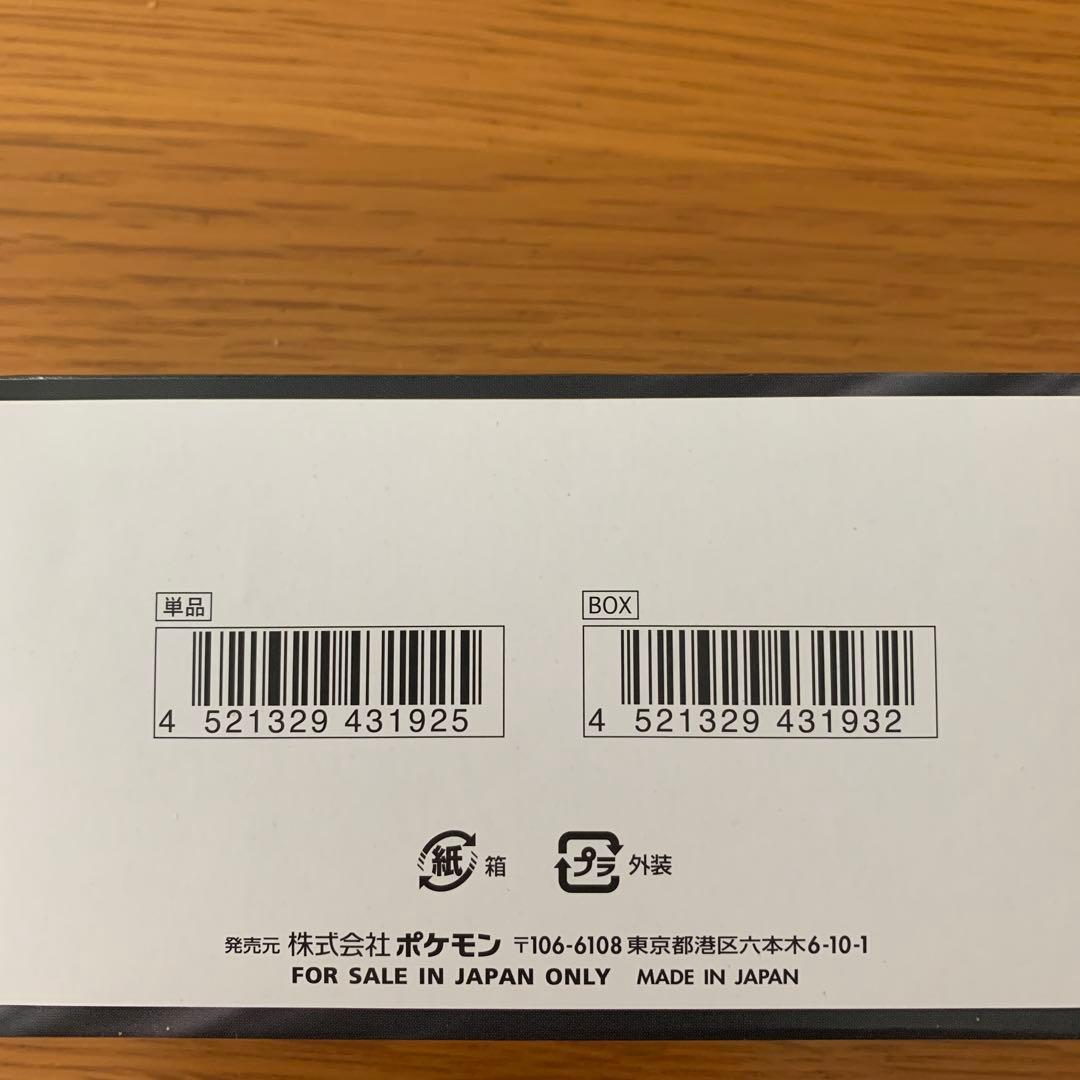 単品
BOX
4 521329 431925
4 521329 431932
紙 箱
プラ 外装
発売元 株式会社 ポケモン 〒106-6108 東京都港区六本木6-10-1
FOR SALE IN JAPAN ONLY MADE IN JAPAN